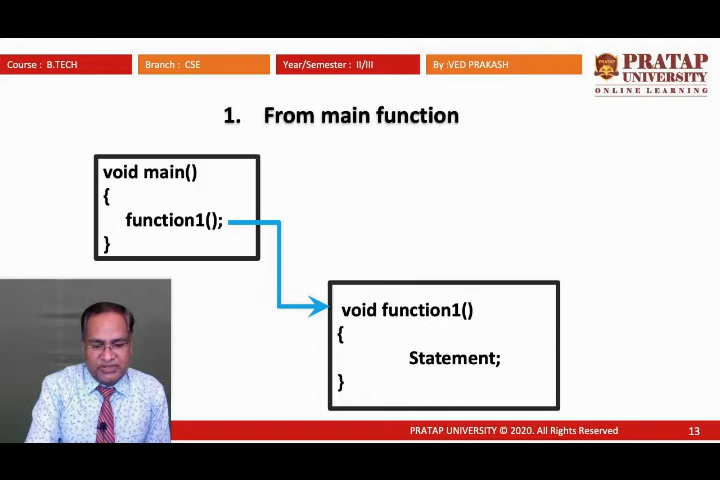 Course : B.TECH
Branch : CSE
Year/Semester : II/III
By :VED PRAKASH
PRATAP
PRATAP
UNIVERSITY
ONLINE LEARNING
1. From main function
void main()
{
function1();
}
void function1()
{
Statement;
}
PRATAP UNIVERSITY © 2020. All Rights Reserved
13